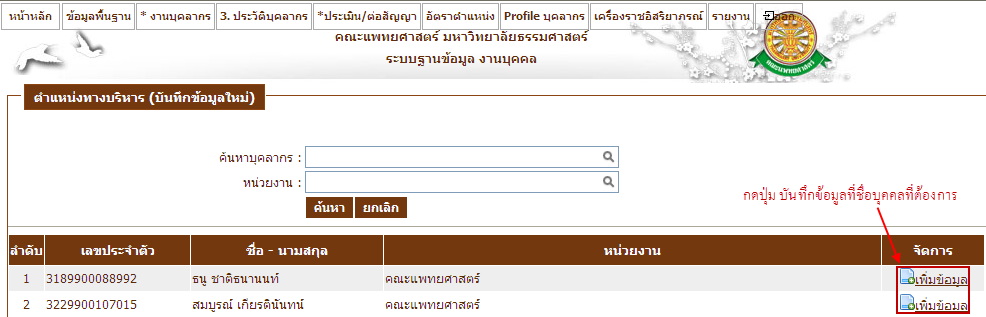 หน้าหลัก ข้อมูลพื้นฐาน * งานบุคลากร 3. ประวัติบุคลากร *ประเมิน/ต่อสัญญา อัตราตำแหน่ง Profile บุคลากร เครื่องราชอิสริยาภรณ์ รายงาน ออก
คณะแพทยศาสตร์ มหาวิทยาลัยธรรมศาสตร์
ระบบฐานข้อมูล งานบุคคล
คณะแพทยศาสตร์
ตำแหน่งทางบริหาร (บันทึกข้อมูลใหม่)
ค้นหาบุคลากร :
หน่วยงาน :
ค้นหา ยกเลิก
กดปุ่ม บันทึกข้อมูลที่ชื่อบุคคลที่ต้องการ
ลำดับ เลขประจำตัว ชื่อ - นามสกุล หน่วยงาน จัดการ
1 3189900088992 ธนู ชาติธนานนท์ คณะแพทยศาสตร์ เพิ่มข้อมูล
2 3229900107015 สมบูรณ์ เกียรตินันทน์ คณะแพทยศาสตร์ เพิ่มข้อมูล